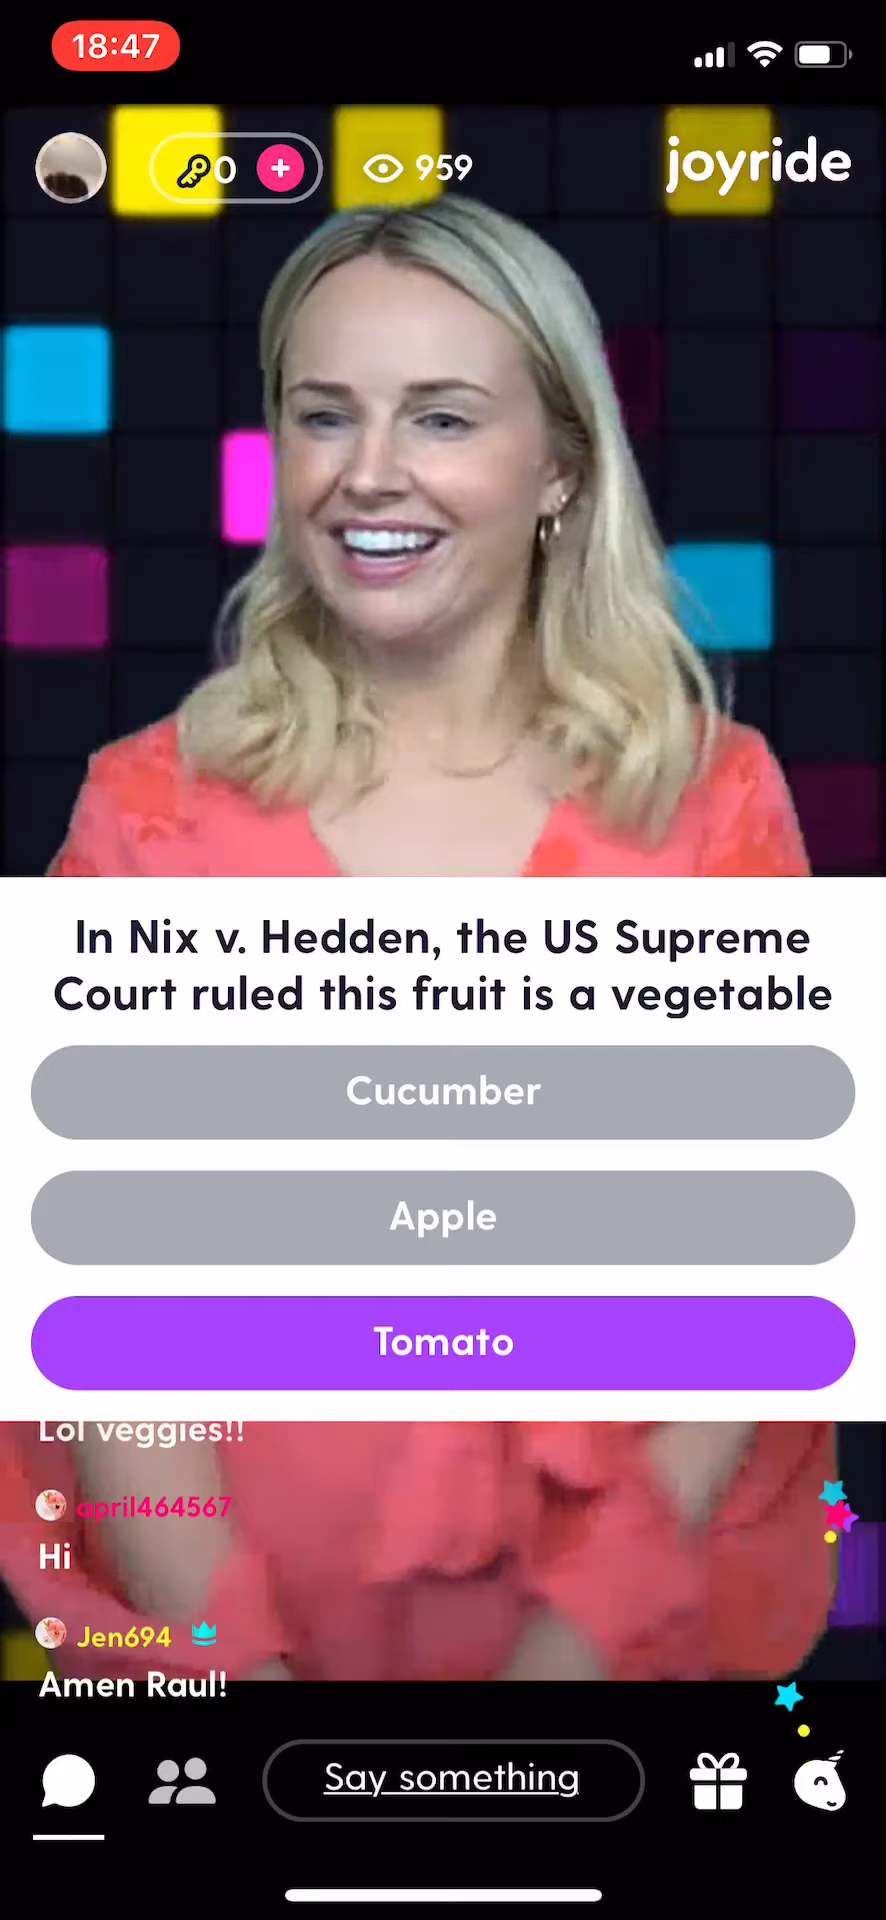 18:47
0 + 959 joyride
In Nix v. Hedden, the US Supreme
Court ruled this fruit is a vegetable
Cucumber
Apple
Tomato
Lol veggies!!
april464567
Hi
Jen694
Amen Raul!
Say something